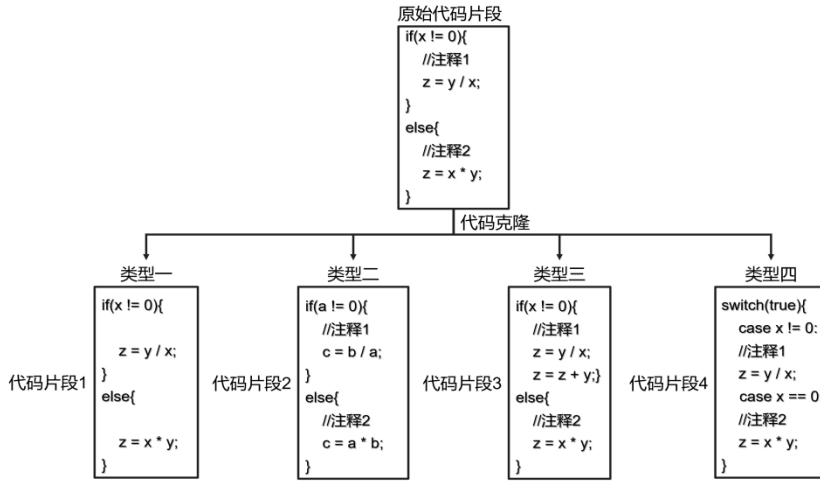 原始代码片段
if(x != 0){
//注释1
z = y / x;
}
else{
//注释2
z = x * y;
}
代码克隆
类型一
代码片段1
if(x != 0){
z = y / x;
}
else{
z = x * y;
}
类型二
代码片段2
if(a != 0){
//注释1
c = b / a;
}
else{
//注释2
c = a * b;
}
类型三
代码片段3
if(x != 0){
//注释1
z = y / x;
z = z + y;}
else{
//注释2
z = x * y;
}
类型四
代码片段4
switch(true){
case x != 0:
//注释1
z = y / x;
case x == 0
//注释2
z = x * y;
}